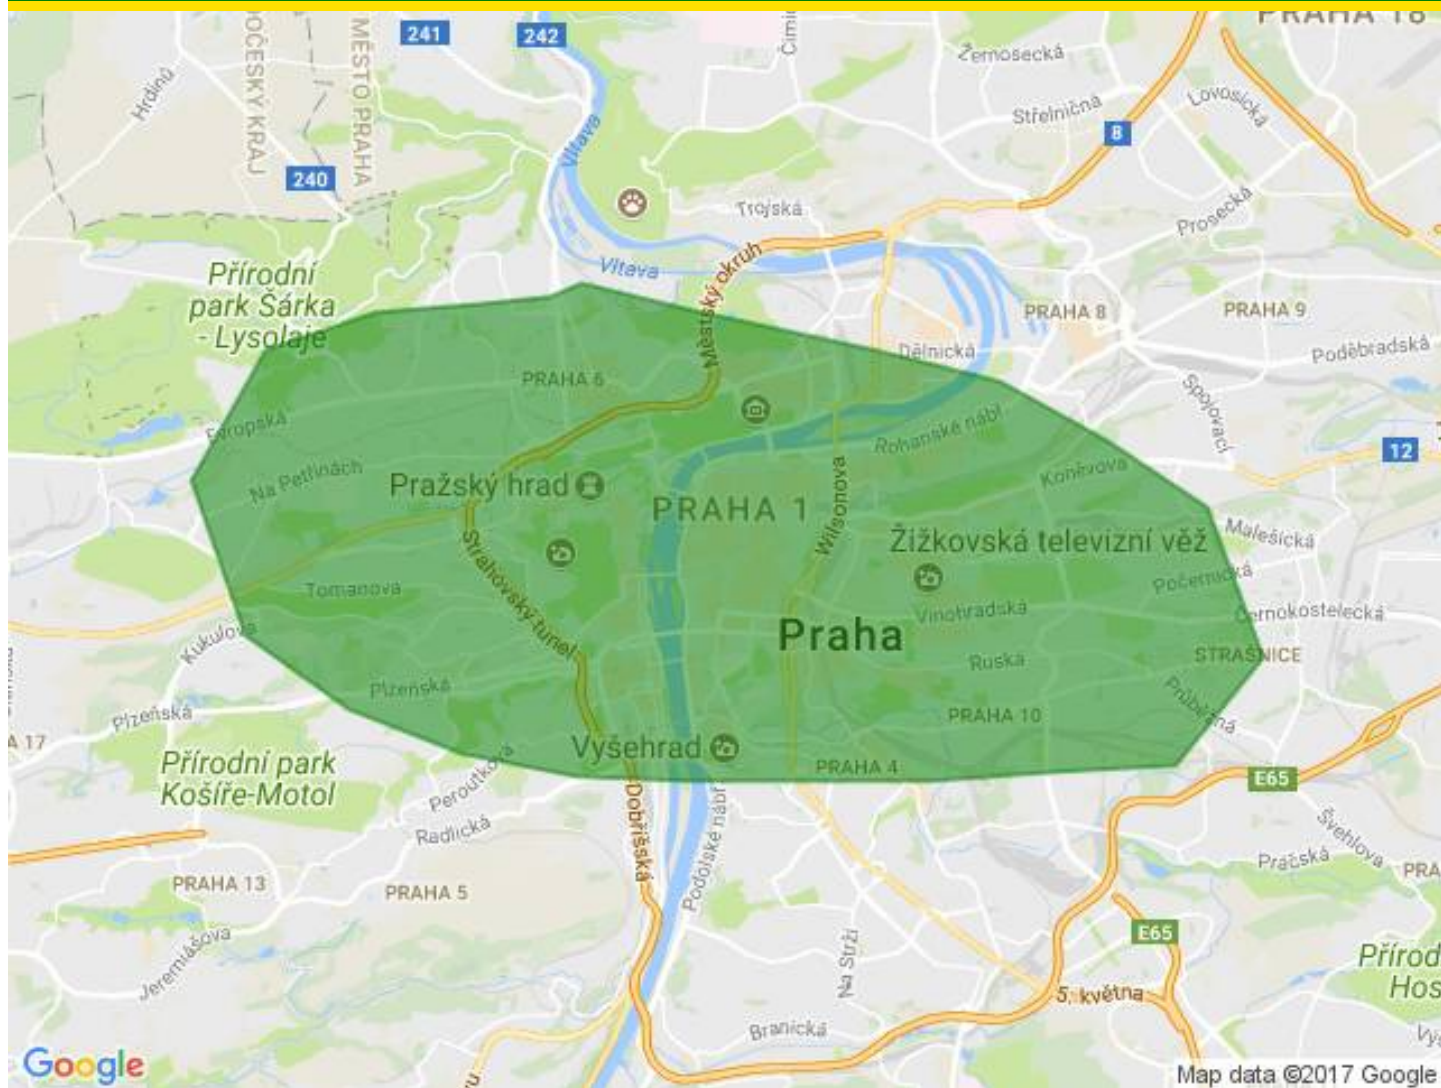 241
242
PRAHA 18
OČESKÝ KRAJ
MĚSTO PRAHA
Hrdinů
Žernosecká
Střelničná
Lovosická
8
Vltava
240
Trojská
Prosecká
Přírodní
park Šárka
- Lysolaje
Vltava
Městský okruh
PRAHA 8
PRAHA 9
Dělnická
Poděbradská
PRAHA 6
Spojovací
Evropská
Rohanské nábř.
12
Na Petřinách
Koněvova
Pražský hrad
PRAHA 1
Wilsonova
Malešická
Žižkovská televizní věž
Strahovský tunel
Tomanova
Počernická
Vinohradská
Černokostelecká
Kukulova
Praha
Ruská
STRAŠNICE
Plzeňská
Plzeňská
Průběžná
PRAHA 10
A 17
Vyšehrad
PRAHA 4
Přírodní park
Košíře-Motol
Peroutkova
E65
Dobříšská
Podolské nábř
Radlická
Švehlova
Pračská
PRA
PRAHA 13
PRAHA 5
Jeremiášova
E65
Na Strži
Přírod
Hos
5. května
Branická
Google
Map data ©2017 Google